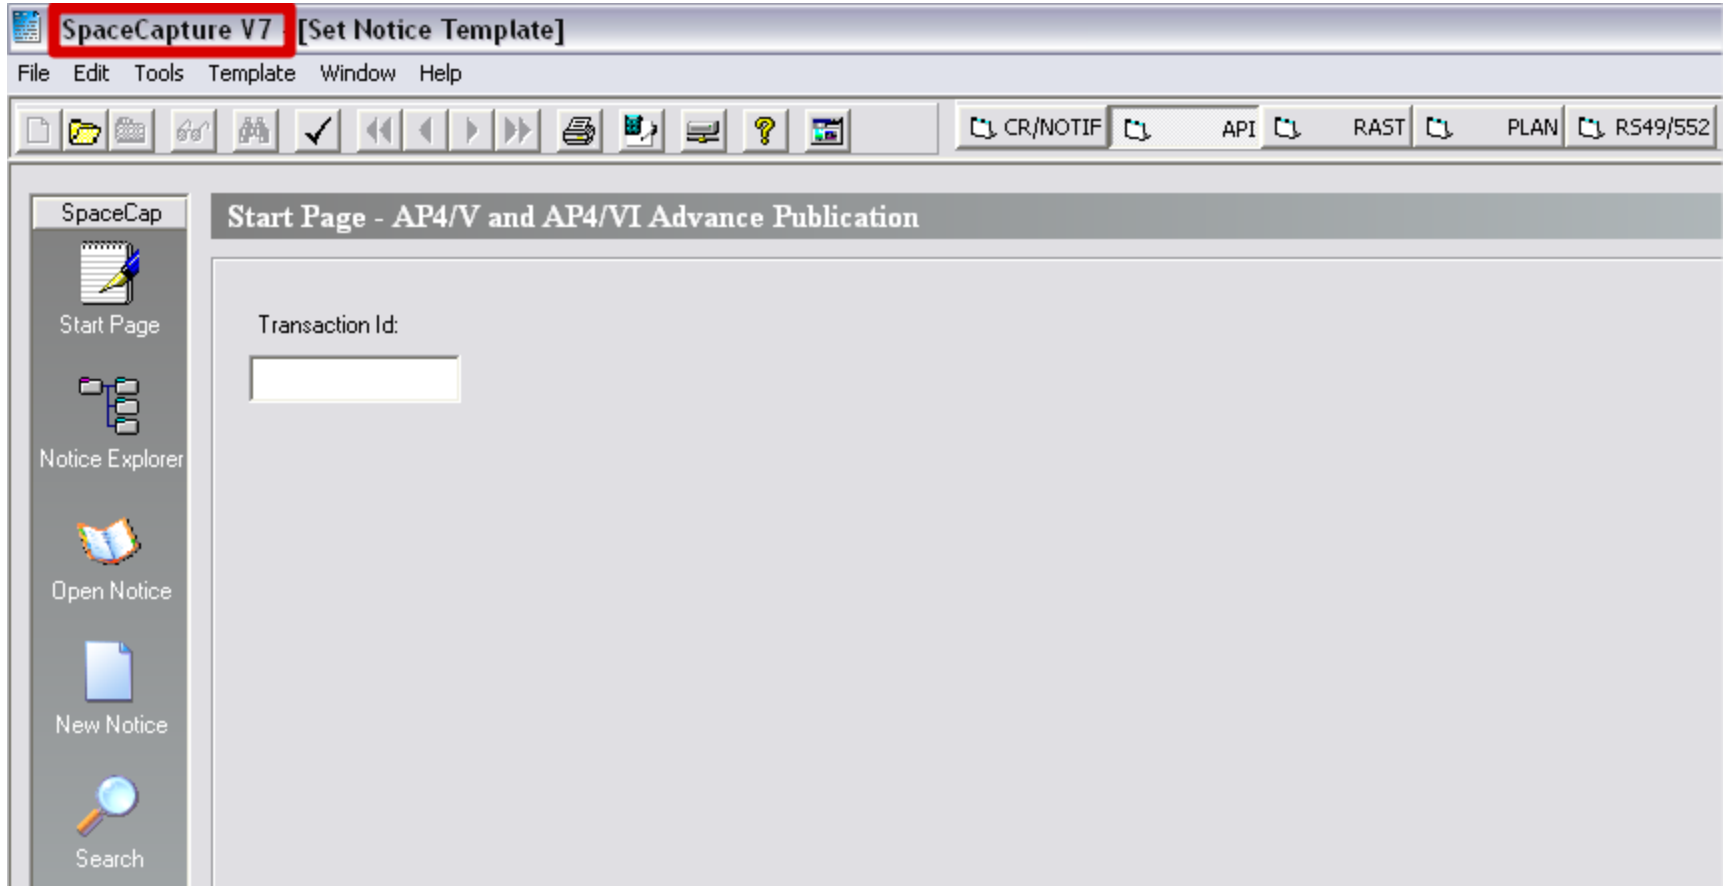 SpaceCapture V7 - [Set Notice Template]
File Edit Tools Template Window Help
CR/NOTIF API RAST PLAN RS49/552
SpaceCap
Start Page - AP4/V and AP4/VI Advance Publication
Start Page
Transaction Id:
Notice Explorer
Open Notice
New Notice
Search